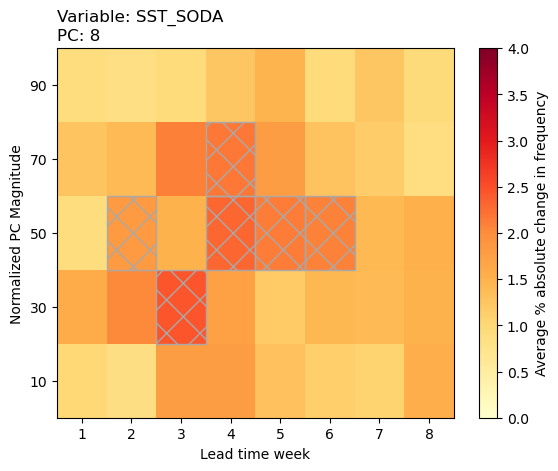 Variable: SST_SODA
PC: 8
90
70
50
30
10
Normalized PC Magnitude
1 2 3 4 5 6 7 8
Lead time week
4.0
3.5
3.0
2.5
2.0
1.5
1.0
0.5
0.0
Average % absolute change in frequency